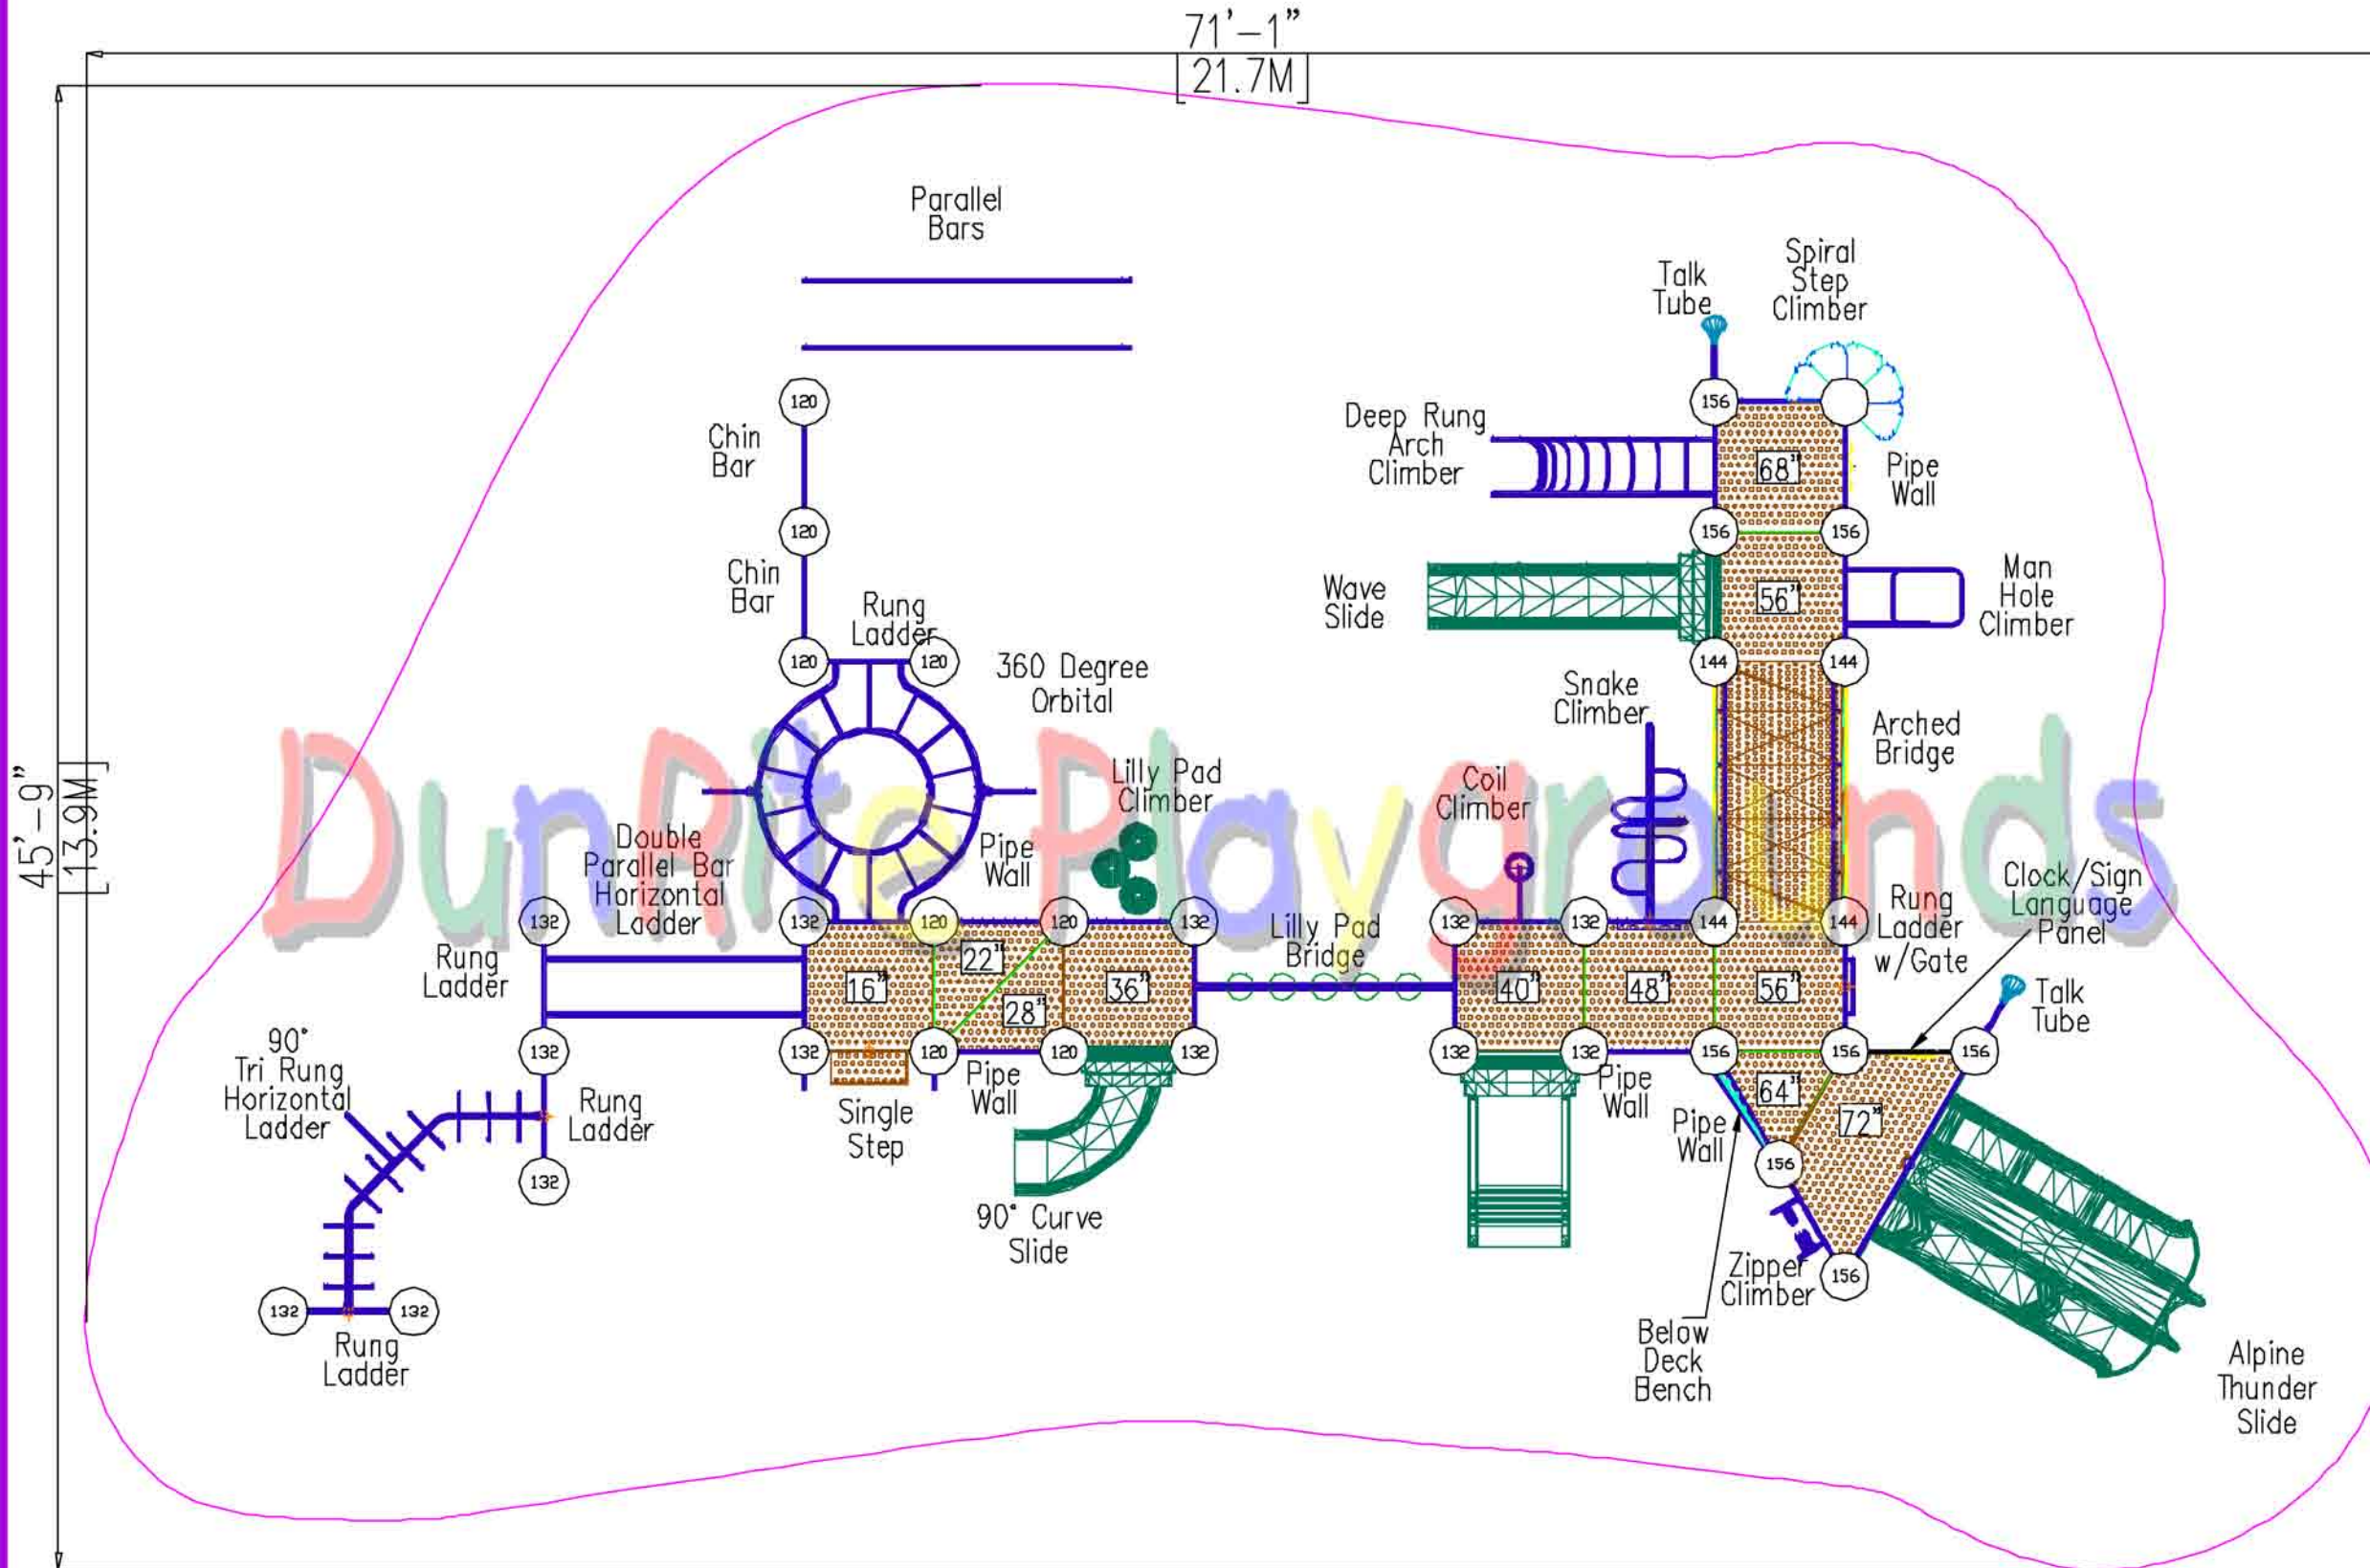 71'-1"
[21.7M]
45'-9"
[13.9M]
Parallel
Bars
Talk
Tube
Spiral
Step
Climber
120
156
Chin
Bar
Deep Rung
Arch
Climber
68"
Pipe
Wall
120
156
156
Chin
Bar
Rung
Ladder
Wave
Slide
56"
Man
Hole
Climber
120
120
144
144
360 Degree
Orbital
Snake
Climber
Arched
Bridge
DunRite Playgrounds
Lilly Pad
Climber
Coil
Climber
Double
Parallel Bar
Horizontal
Ladder
Pipe
Wall
Clock/Sign
Language
Panel
Rung
Ladder
w/Gate
132
132
120
120
132
Lilly Pad
Bridge
132
132
144
144
Rung
Ladder
16"
22"
28"
36"
40"
48"
56"
Talk
Tube
132
132
120
120
132
132
132
156
156
156
90°
Tri Rung
Horizontal
Ladder
Rung
Ladder
Single
Step
Pipe
Wall
Pipe
Wall
64"
72"
Pipe
Wall
132
156
90° Curve
Slide
Zipper
Climber
156
132
132
Rung
Ladder
Below
Deck
Bench
Alpine
Thunder
Slide